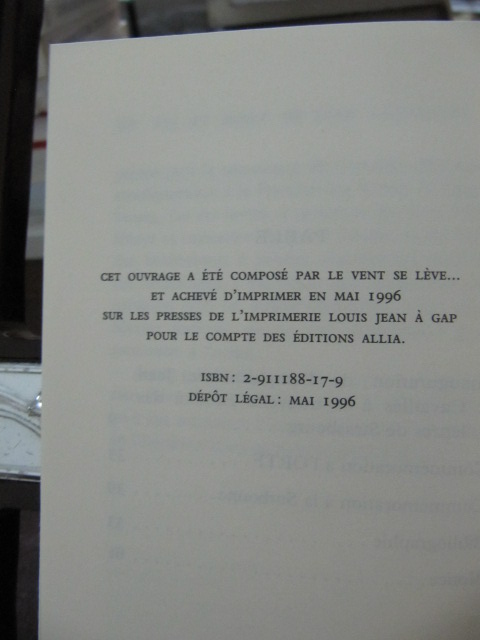 CET OUVRAGE A ÉTÉ COMPOSÉ PAR LE VENT SE LÈVE...
ET ACHEVÉ D'IMPRIMER EN MAI 1996
SUR LES PRESSES DE L'IMPRIMERIE LOUIS JEAN À GAP
POUR LE COMPTE DES ÉDITIONS ALLIA.
ISBN : 2-911188-17-9
DÉPÔT LÉGAL : MAI 1996